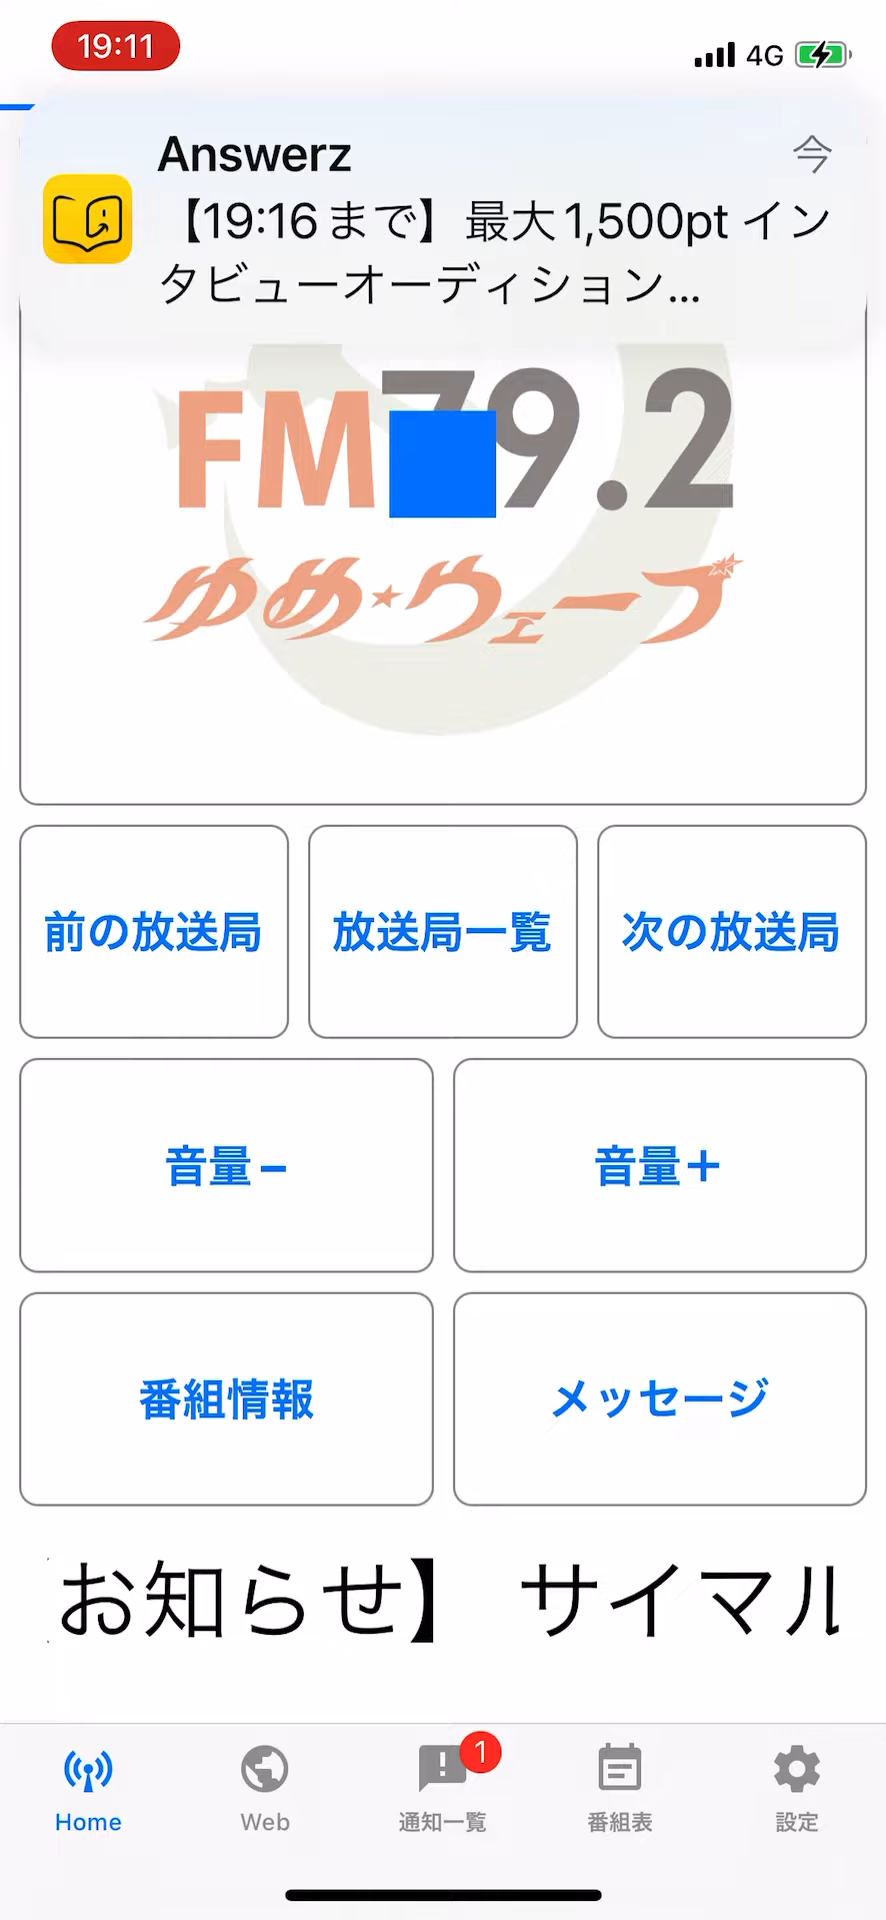 19:11
4G
Answerz
今
【19:16まで】最大1,500pt イン
タビューオーディション...
FM79.2
ゆめ★ウェーブ
前の放送局
放送局一覧
次の放送局
音量－
音量＋
番組情報
メッセージ
お知らせ】 サイマル
Home
Web
1
通知一覧
番組表
設定